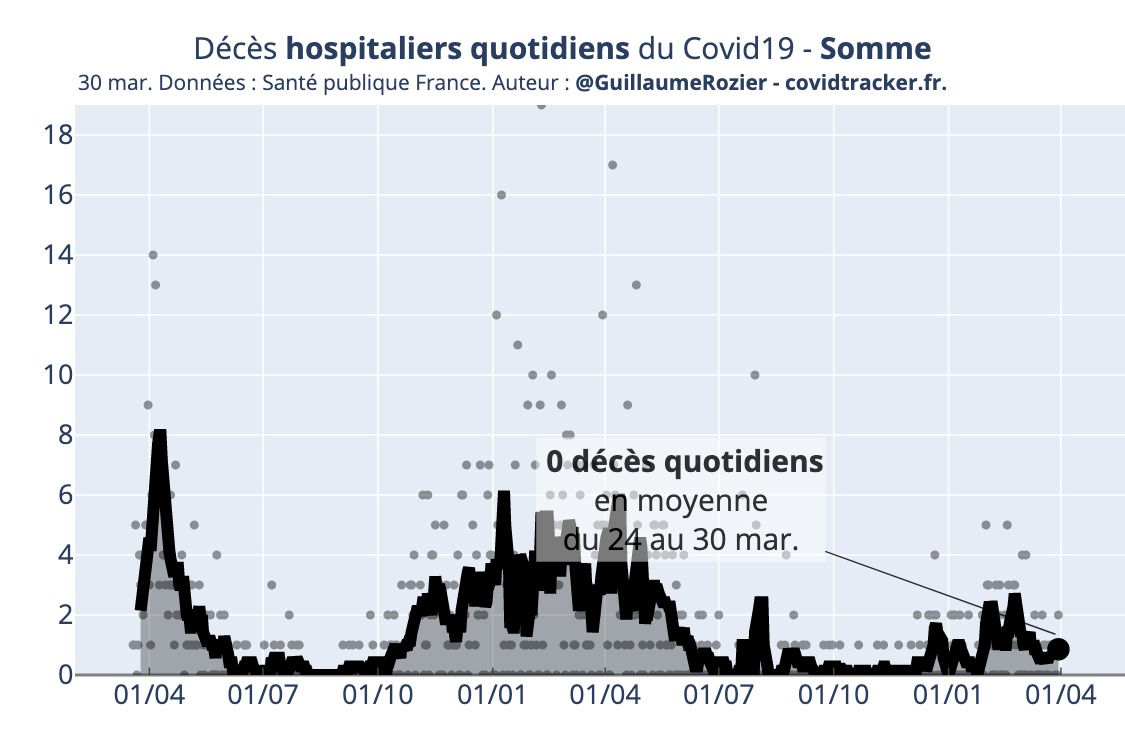 Décès hospitaliers quotidiens du Covid19 - Somme
30 mar. Données : Santé publique France. Auteur : @GuillaumeRozier - covidtracker.fr.
18
16
14
12
10
8
6
4
2
0
0 décès quotidiens
en moyenne
du 24 au 30 mar.
01/04 01/07 01/10 01/01 01/04 01/07 01/10 01/01 01/04